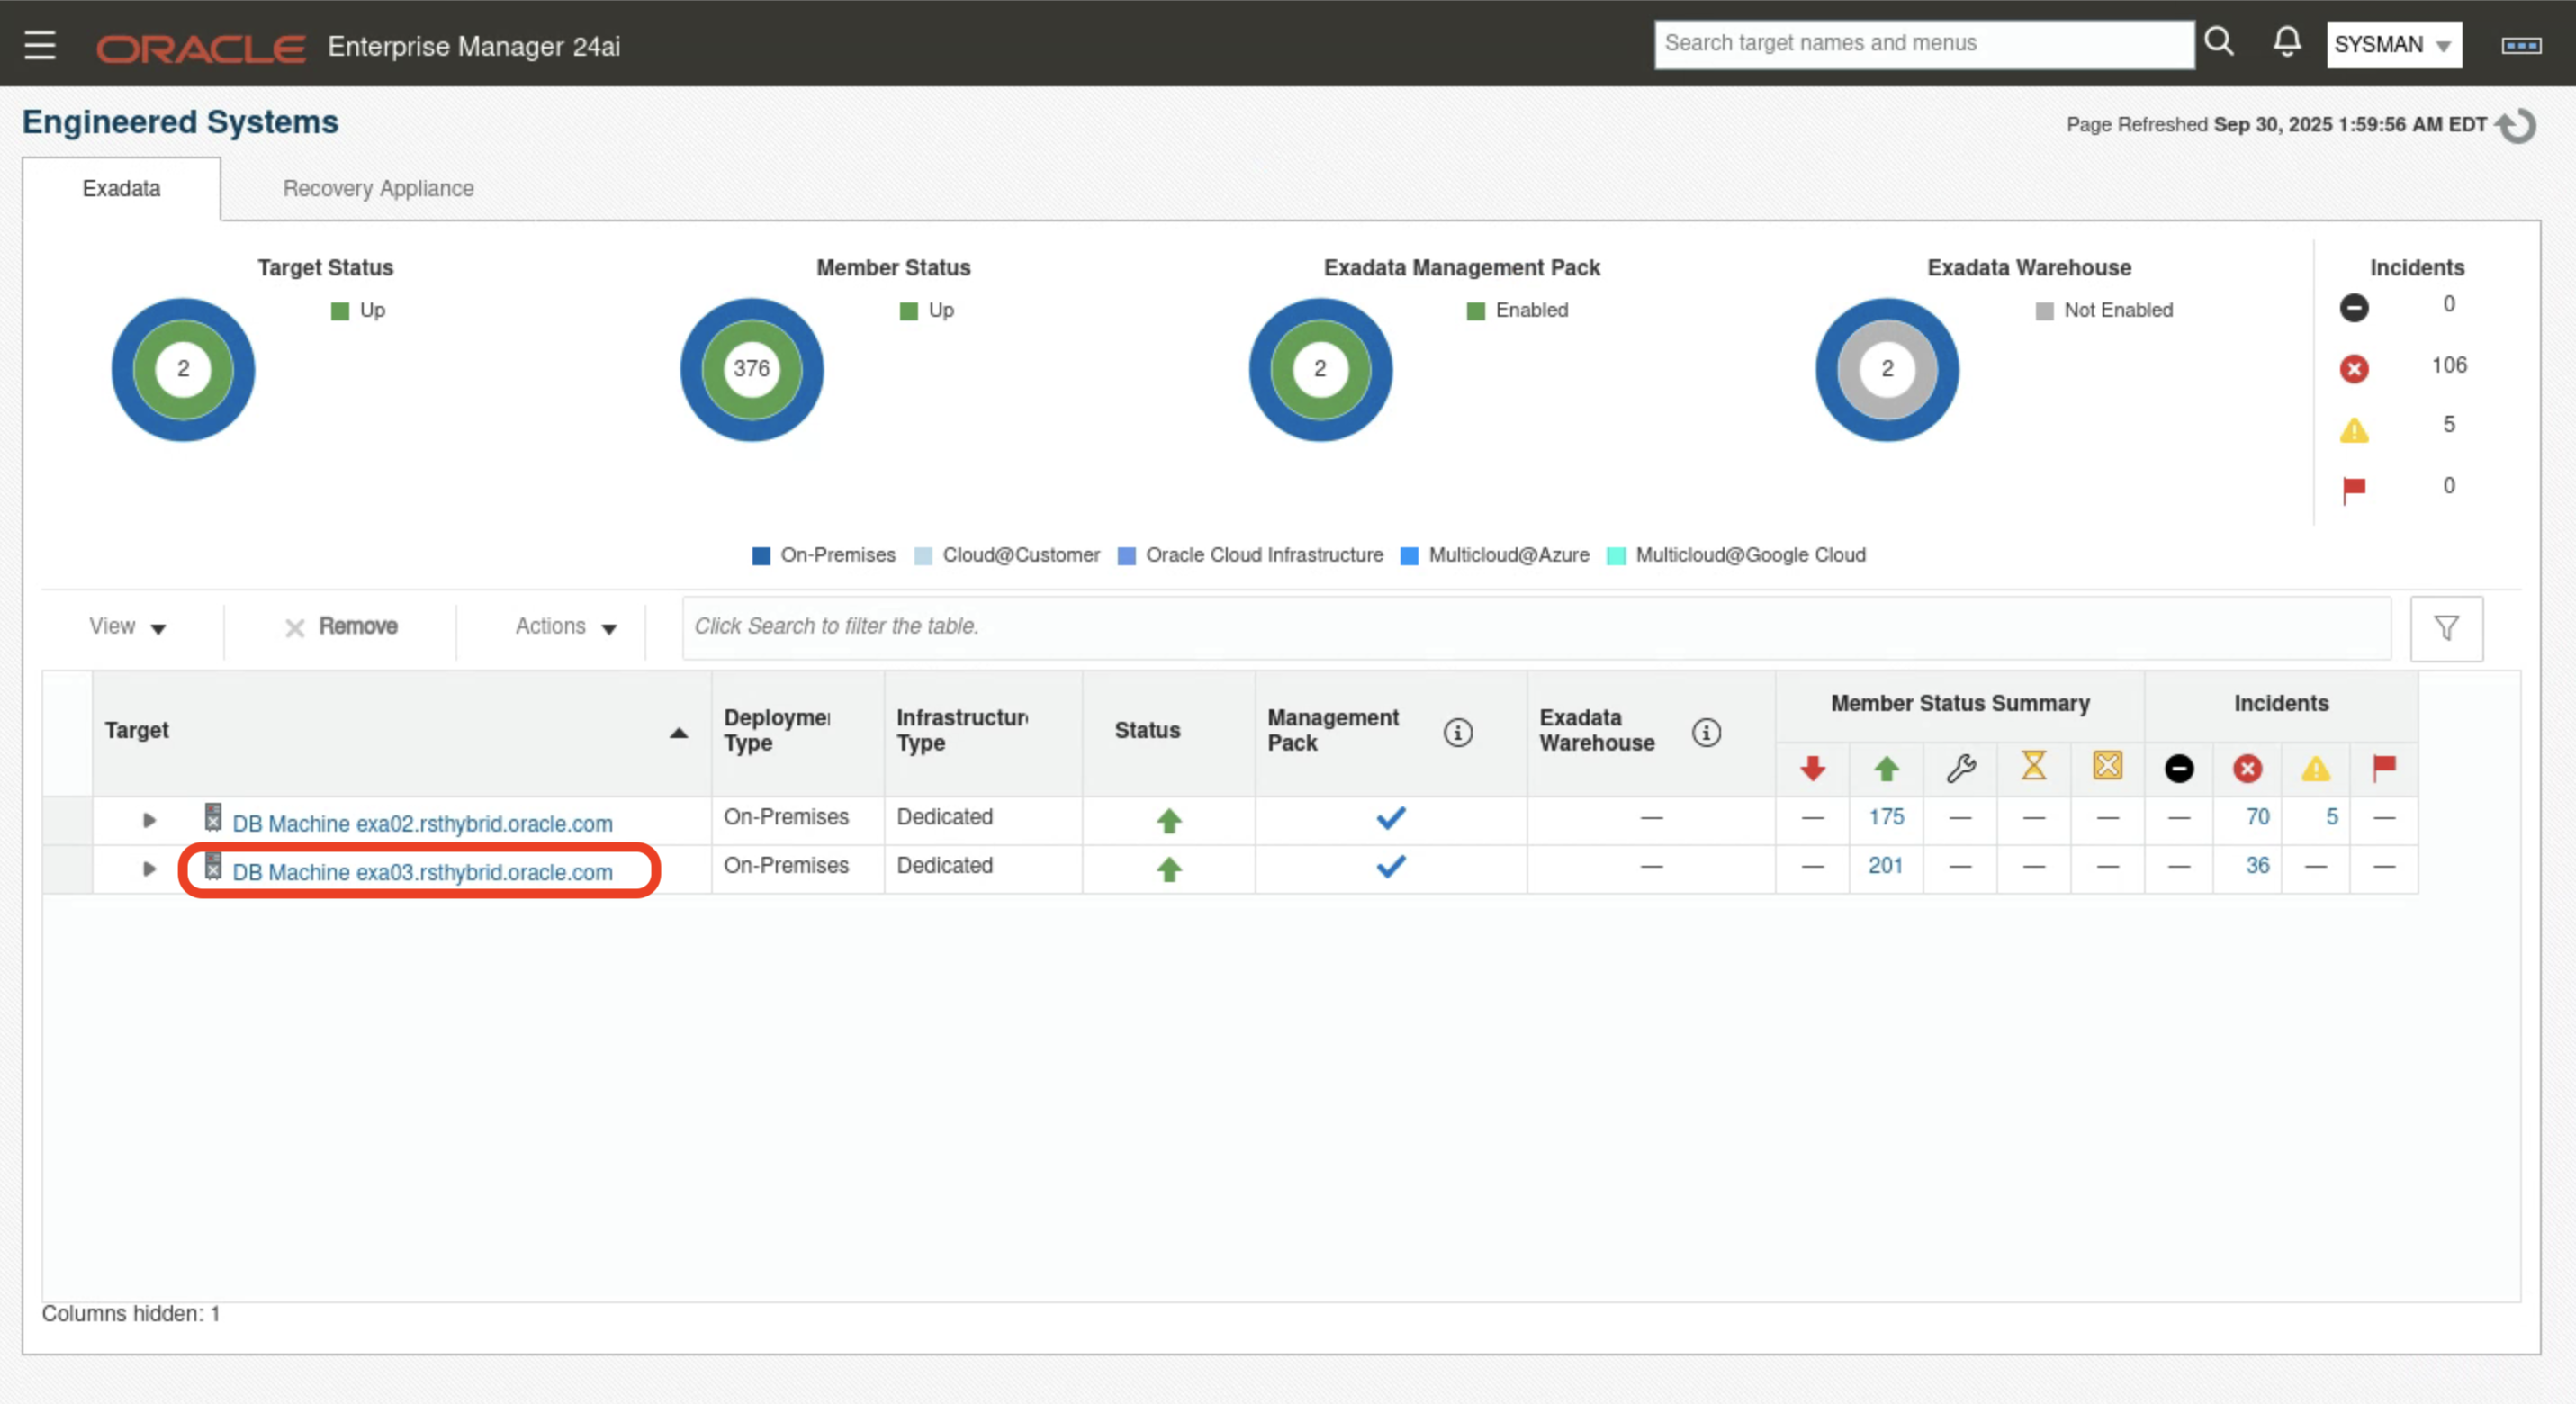 ORACLE Enterprise Manager 24ai
Search target names and menus
SYSMAN
Engineered Systems
Page Refreshed Sep 30, 2025 1:59:56 AM EDT
Exadata
Recovery Appliance
Target Status
Up
2
Member Status
Up
376
Exadata Management Pack
Enabled
2
Exadata Warehouse
Not Enabled
2
Incidents
0
106
5
0
On-Premises Cloud@Customer Oracle Cloud Infrastructure Multicloud@Azure Multicloud@Google Cloud
View Remove Actions Click Search to filter the table.
Target
Deployme
Type
Infrastructur
Type
Status
Management
Pack
Exadata
Warehouse
Member Status Summary
Incidents
DB Machine exa02.rsthybrid.oracle.com On-Premises Dedicated — — 175 — — — — 70 5 —
DB Machine exa03.rsthybrid.oracle.com On-Premises Dedicated — — 201 — — — — 36 — —
Columns hidden: 1